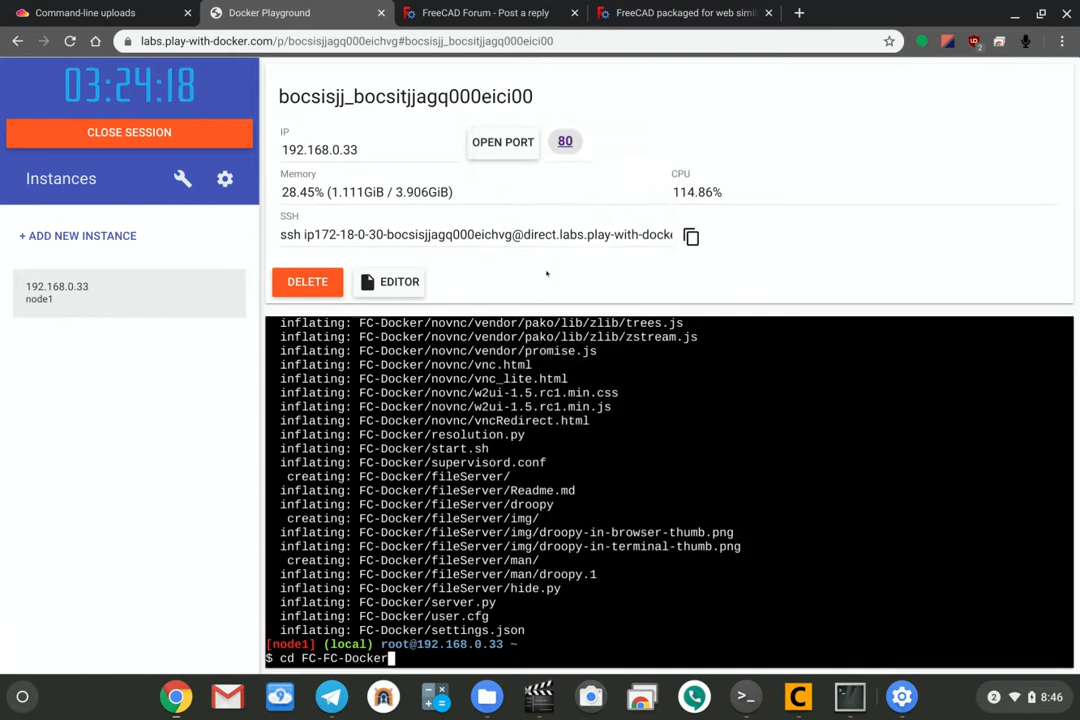 Command-line uploads
Docker Playground
FreeCAD Forum - Post a reply
FreeCAD packaged for web simi
labs.play-with-docker.com/p/bocsisjjagq000eichvg#bocsisjj_bocsitjjagq000eici00
2
03:24:18
CLOSE SESSION
Instances
+ ADD NEW INSTANCE
192.168.0.33
node1
bocsisjj_bocsitjjagq000eici00
IP
192.168.0.33
OPEN PORT
80
Memory
28.45% (1.111GiB / 3.906GiB)
CPU
114.86%
SSH
ssh ip172-18-0-30-bocsisjjagq000eichvg@direct.labs.play-with-docke
DELETE
EDITOR
inflating: FC-Docker/novnc/vendor/pako/lib/zlib/trees.js
inflating: FC-Docker/novnc/vendor/pako/lib/zlib/zstream.js
inflating: FC-Docker/novnc/vendor/promise.js
inflating: FC-Docker/novnc/vnc.html
inflating: FC-Docker/novnc/vnc_lite.html
inflating: FC-Docker/novnc/w2ui-1.5.rc1.min.css
inflating: FC-Docker/novnc/w2ui-1.5.rc1.min.js
inflating: FC-Docker/novnc/vncRedirect.html
inflating: FC-Docker/resolution.py
inflating: FC-Docker/start.sh
inflating: FC-Docker/supervisord.conf
creating: FC-Docker/fileServer/
inflating: FC-Docker/fileServer/Readme.md
inflating: FC-Docker/fileServer/droopy
creating: FC-Docker/fileServer/img/
inflating: FC-Docker/fileServer/img/droopy-in-browser-thumb.png
inflating: FC-Docker/fileServer/img/droopy-in-terminal-thumb.png
creating: FC-Docker/fileServer/man/
inflating: FC-Docker/fileServer/man/droopy.1
inflating: FC-Docker/fileServer/hide.py
inflating: FC-Docker/server.py
inflating: FC-Docker/user.cfg
inflating: FC-Docker/settings.json
[node1] (local) root@192.168.0.33 ~
$ cd FC-FC-Docker
2
8:46